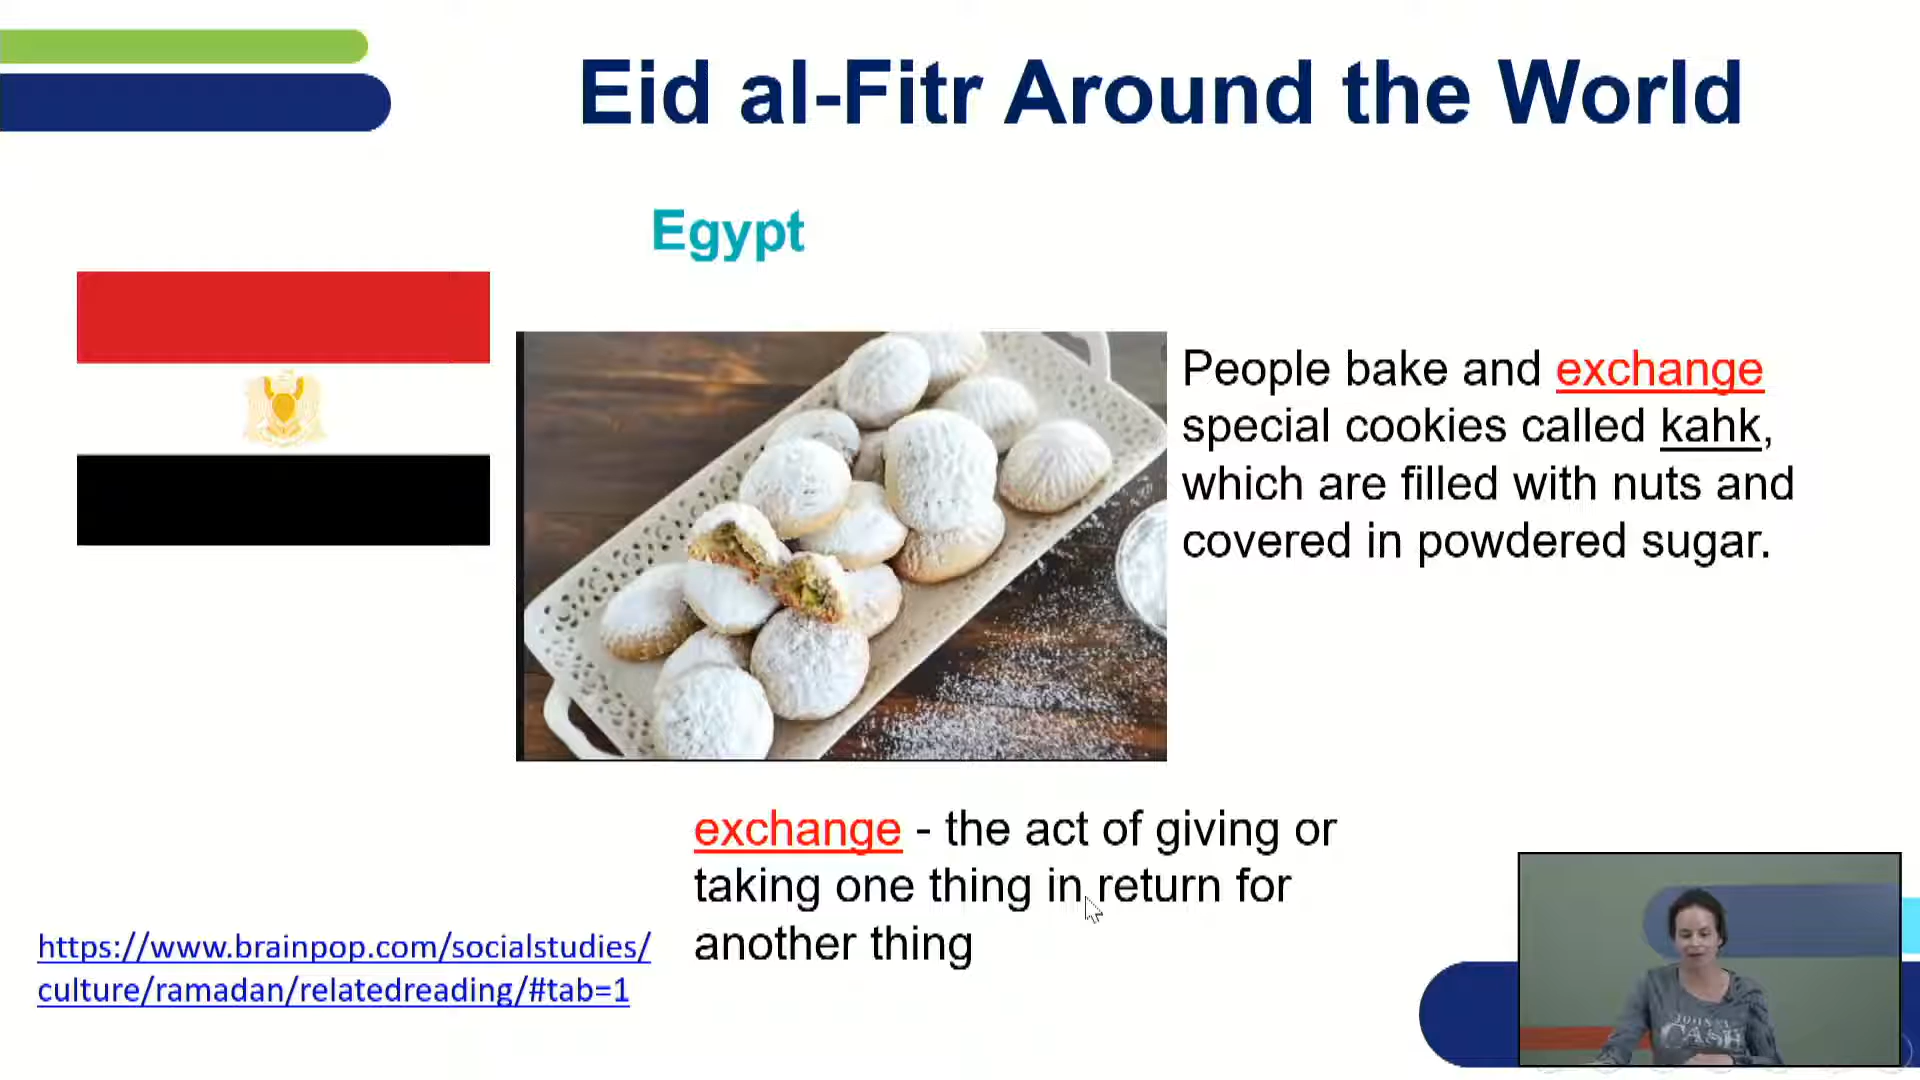 Eid al-Fitr Around the World
Egypt
People bake and exchange
special cookies called kahk,
which are filled with nuts and
covered in powdered sugar.
exchange - the act of giving or
taking one thing in return for
another thing
https://www.brainpop.com/socialstudies/
culture/ramadan/relatedreading/#tab=1
JOHNNY
CASH